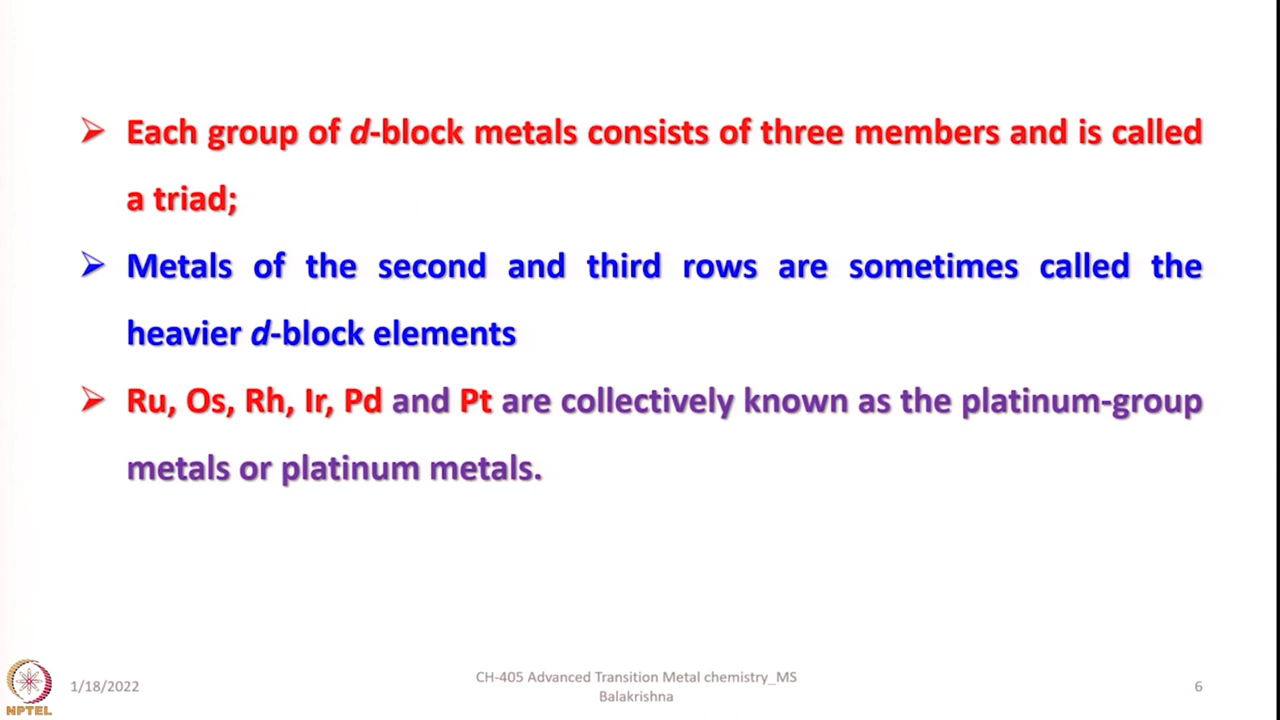 Each group of d-block metals consists of three members and is called
a triad;
Metals of the second and third rows are sometimes called the
heavier d-block elements
Ru, Os, Rh, Ir, Pd and Pt are collectively known as the platinum-group
metals or platinum metals.
NPTEL
1/18/2022
CH-405 Advanced Transition Metal chemistry_MS
Balakrishna
6